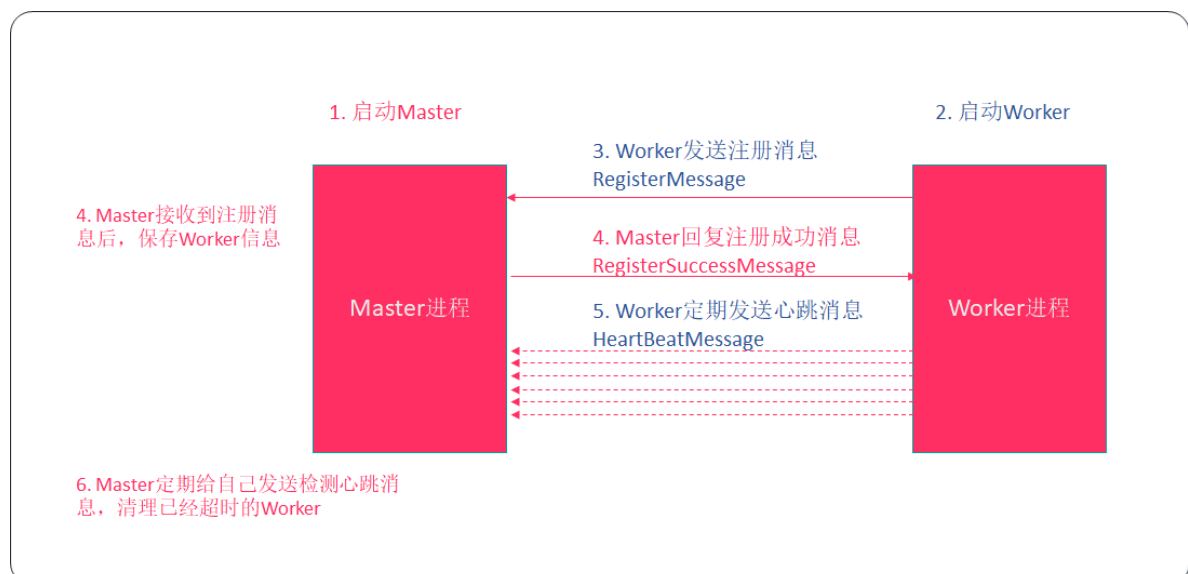 1. 启动Master
2. 启动Worker
3. Worker发送注册消息
RegisterMessage
4. Master接收到注册消
息后，保存Worker信息
4. Master回复注册成功消息
RegisterSuccessMessage
Master进程
5. Worker定期发送心跳消息
HeartBeatMessage
Worker进程
6. Master定期给自己发送检测心跳消
息，清理已经超时的Worker